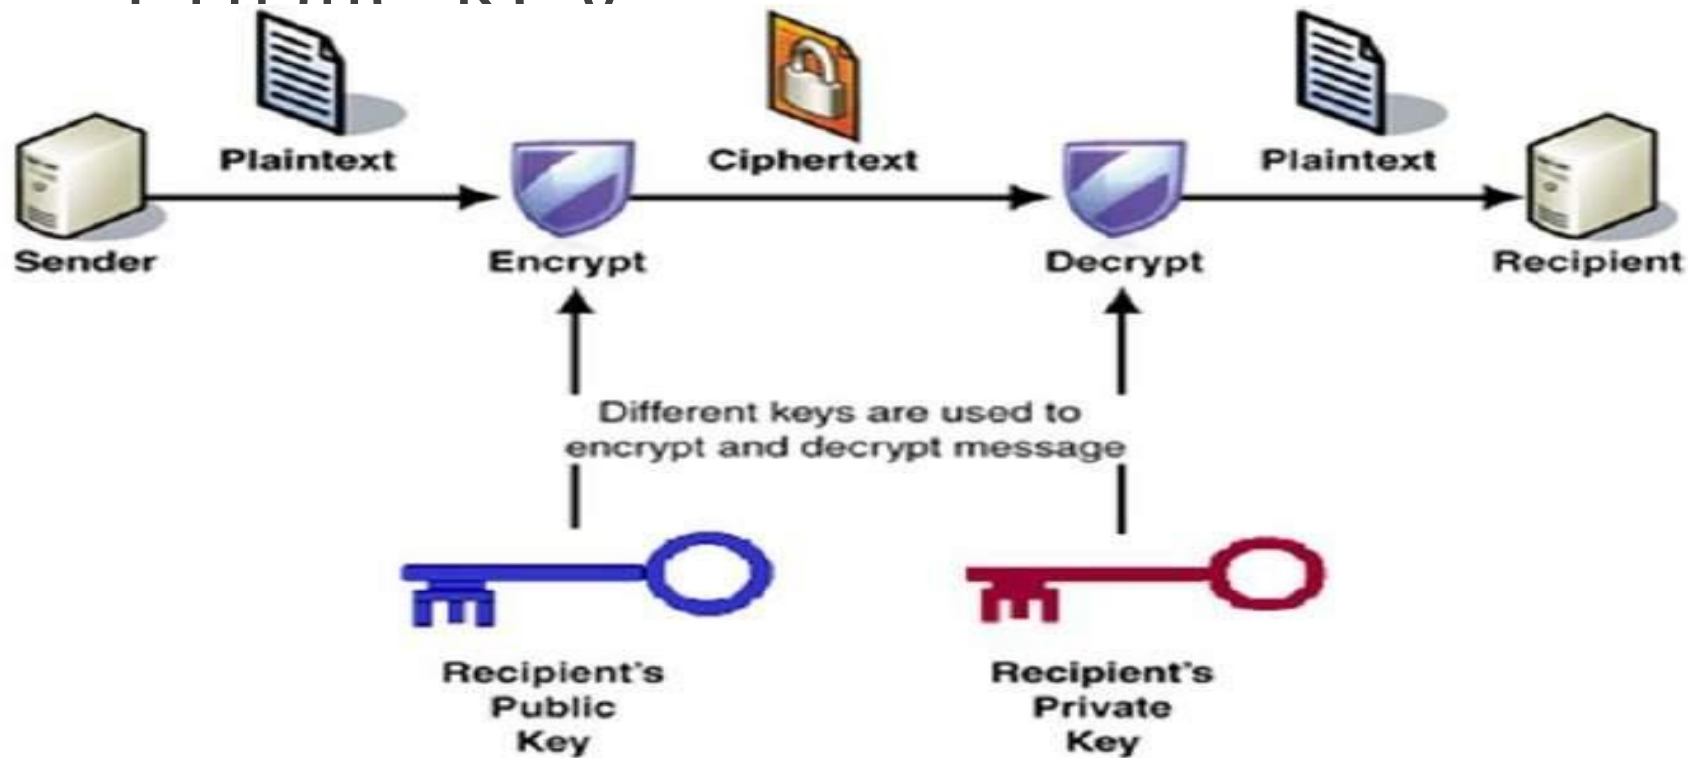 Plaintext
Ciphertext
Plaintext
Sender
Encrypt
Decrypt
Recipient
Different keys are used to
encrypt and decrypt message
Recipient's
Public
Key
Recipient's
Private
Key